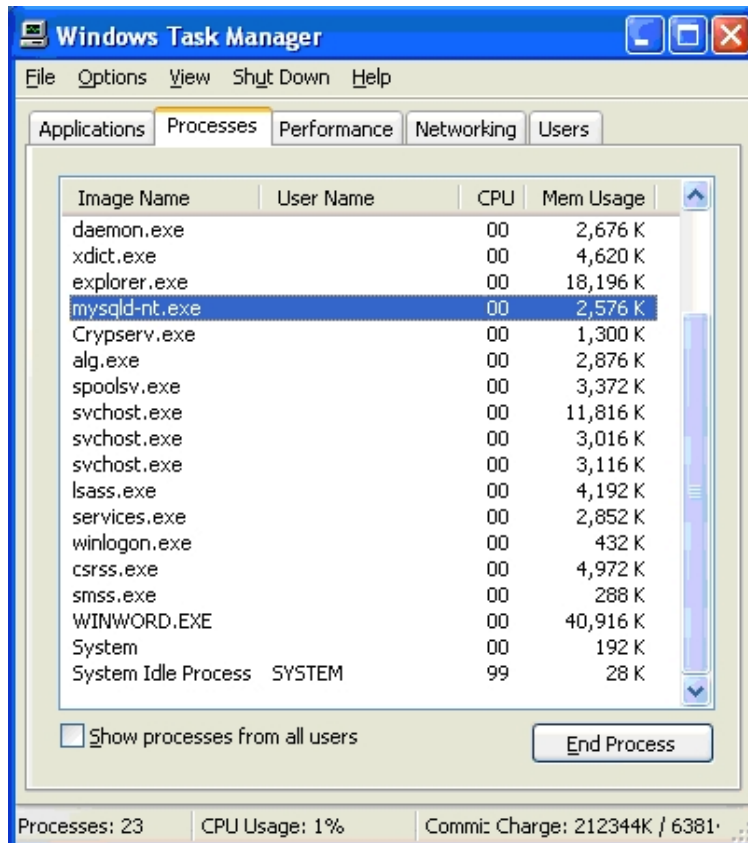 Windows Task Manager
File Options View Shut Down Help
Applications Processes Performance Networking Users
Image Name User Name CPU Mem Usage
daemon.exe 00 2,676 K
xdict.exe 00 4,620 K
explorer.exe 00 18,196 K
mysqld-nt.exe 00 2,576 K
Crypserv.exe 00 1,300 K
alg.exe 00 2,876 K
spoolsv.exe 00 3,372 K
svchost.exe 00 11,816 K
svchost.exe 00 3,016 K
svchost.exe 00 3,116 K
lsass.exe 00 4,192 K
services.exe 00 2,852 K
winlogon.exe 00 432 K
csrss.exe 00 4,972 K
smss.exe 00 288 K
WINWORD.EXE 00 40,916 K
System 00 192 K
System Idle Process SYSTEM 99 28 K
Show processes from all users
End Process
Processes: 23 CPU Usage: 1% Commit Charge: 212344K / 6381